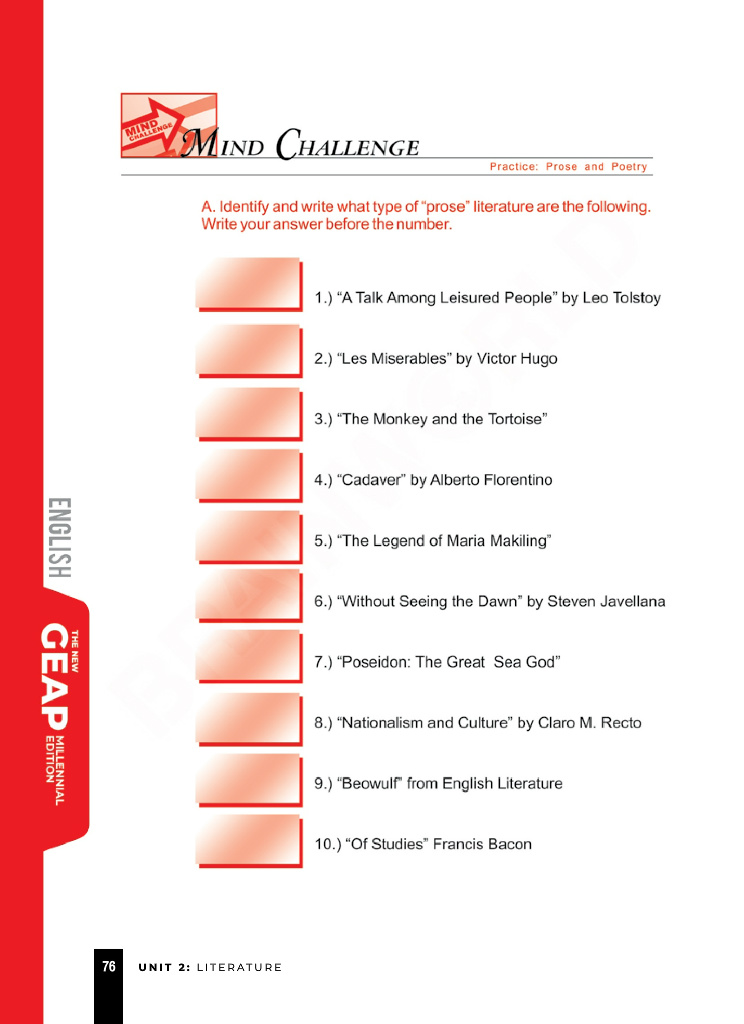 MIND
CHALLENGE
MIND CHALLENGE
Practice: Prose and Poetry
A. Identify and write what type of “prose” literature are the following.
Write your answer before the number.
1.) “A Talk Among Leisured People” by Leo Tolstoy
2.) “Les Miserables” by Victor Hugo
3.) “The Monkey and the Tortoise”
4.) “Cadaver” by Alberto Florentino
5.) “The Legend of Maria Makiling”
6.) “Without Seeing the Dawn” by Steven Javellana
7.) “Poseidon: The Great Sea God”
8.) “Nationalism and Culture” by Claro M. Recto
9.) “Beowulf” from English Literature
10.) “Of Studies” Francis Bacon
ENGLISH
THE NEW
GEAP
MILLENNIAL
EDITION
76 UNIT 2: LITERATURE